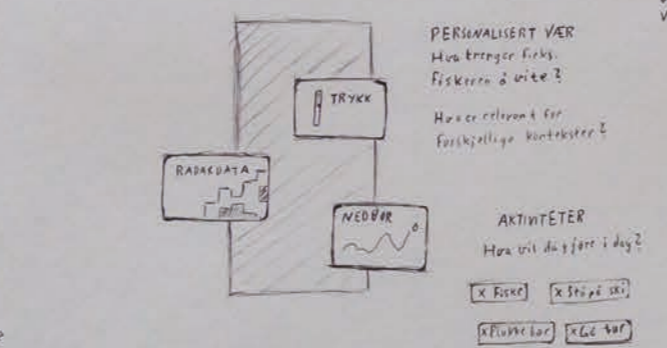 PERSONALISERT VÆR
Hva trenger f.eks.
fiskeren å vite?
TRYKK
Hva er relevant for
forskjellige kontekster?
RADARDATA
NEDBØR
AKTIVITETER
Hva vil du gjøre i dag?
x Fiske
x Stå på ski
x Plukke bær
x Gå tur